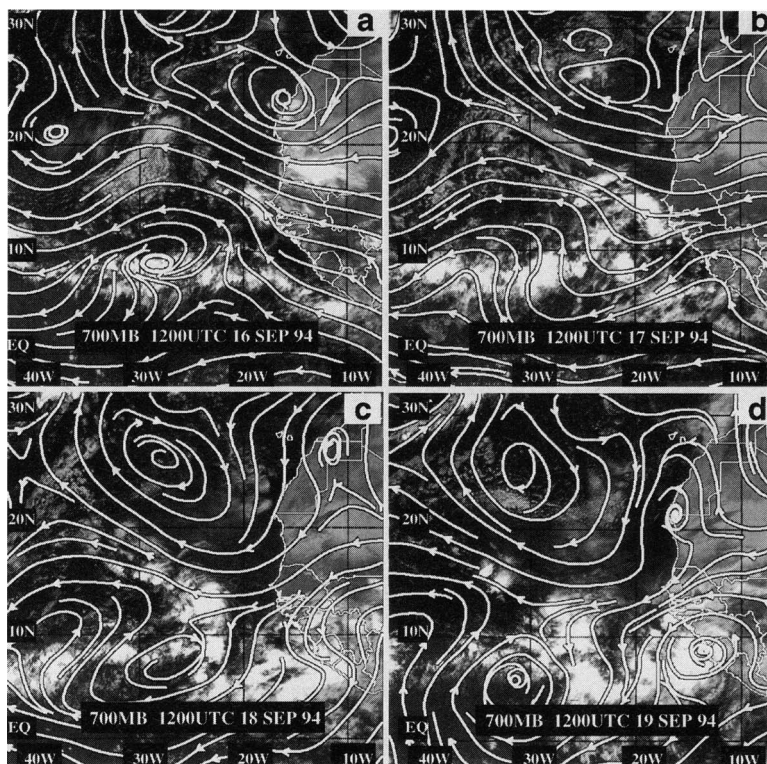 30N
a
20N
10N
700MB 1200UTC 16 SEP 94
EQ
40W 30W 20W 10W
30N
b
20N
10N
700MB 1200UTC 17 SEP 94
EQ
40W 30W 20W 10W
30N
c
20N
10N
700MB 1200UTC 18 SEP 94
EQ
40W 30W 20W 10W
30N
d
20N
10N
700MB 1200UTC 19 SEP 94
EQ
40W 30W 20W 10W